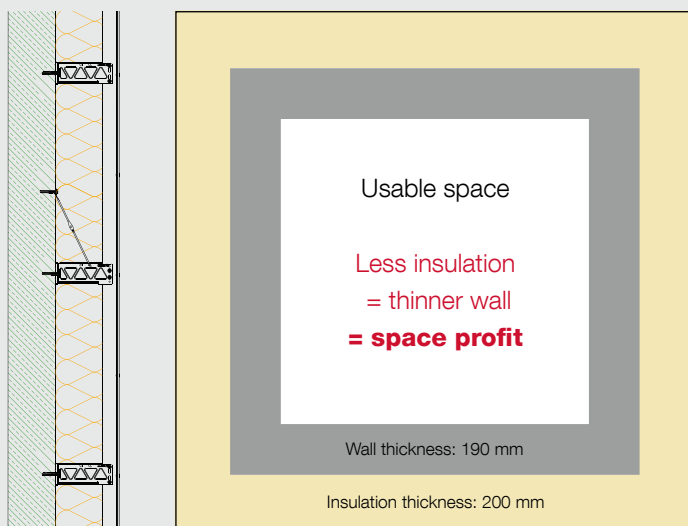 Usable space
Less insulation
= thinner wall
= space profit
Wall thickness: 190 mm
Insulation thickness: 200 mm